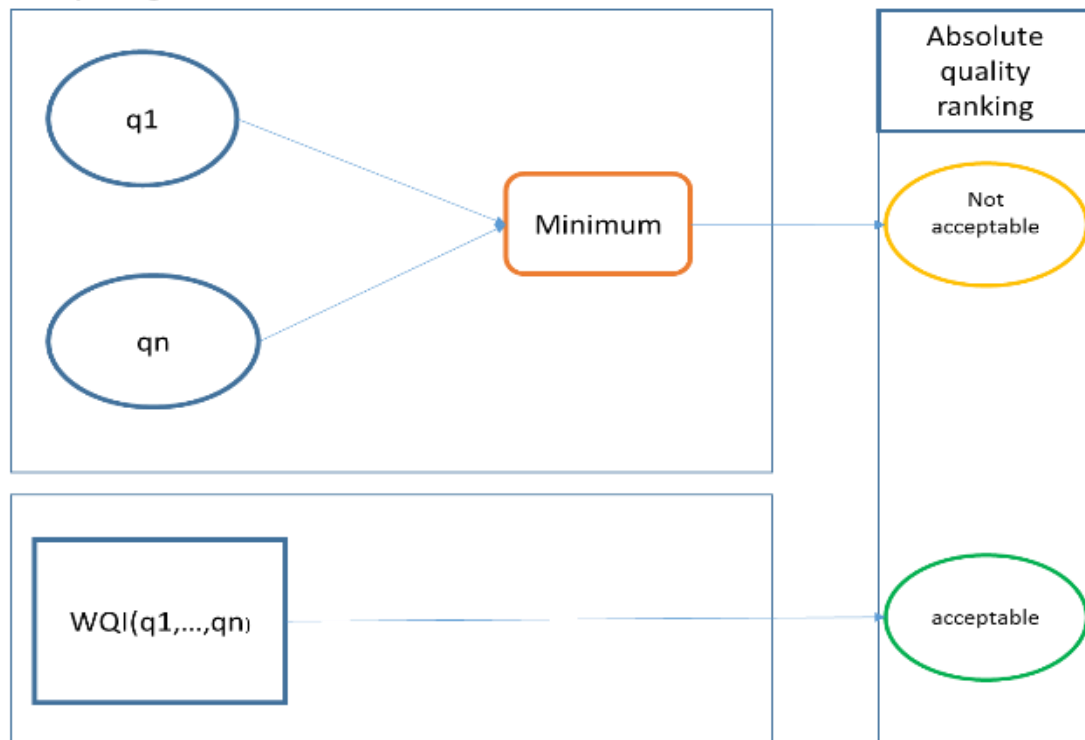 Absolute
quality
ranking
q1
Minimum
Not
acceptable
qn
WQI(q1,...,qn)
acceptable